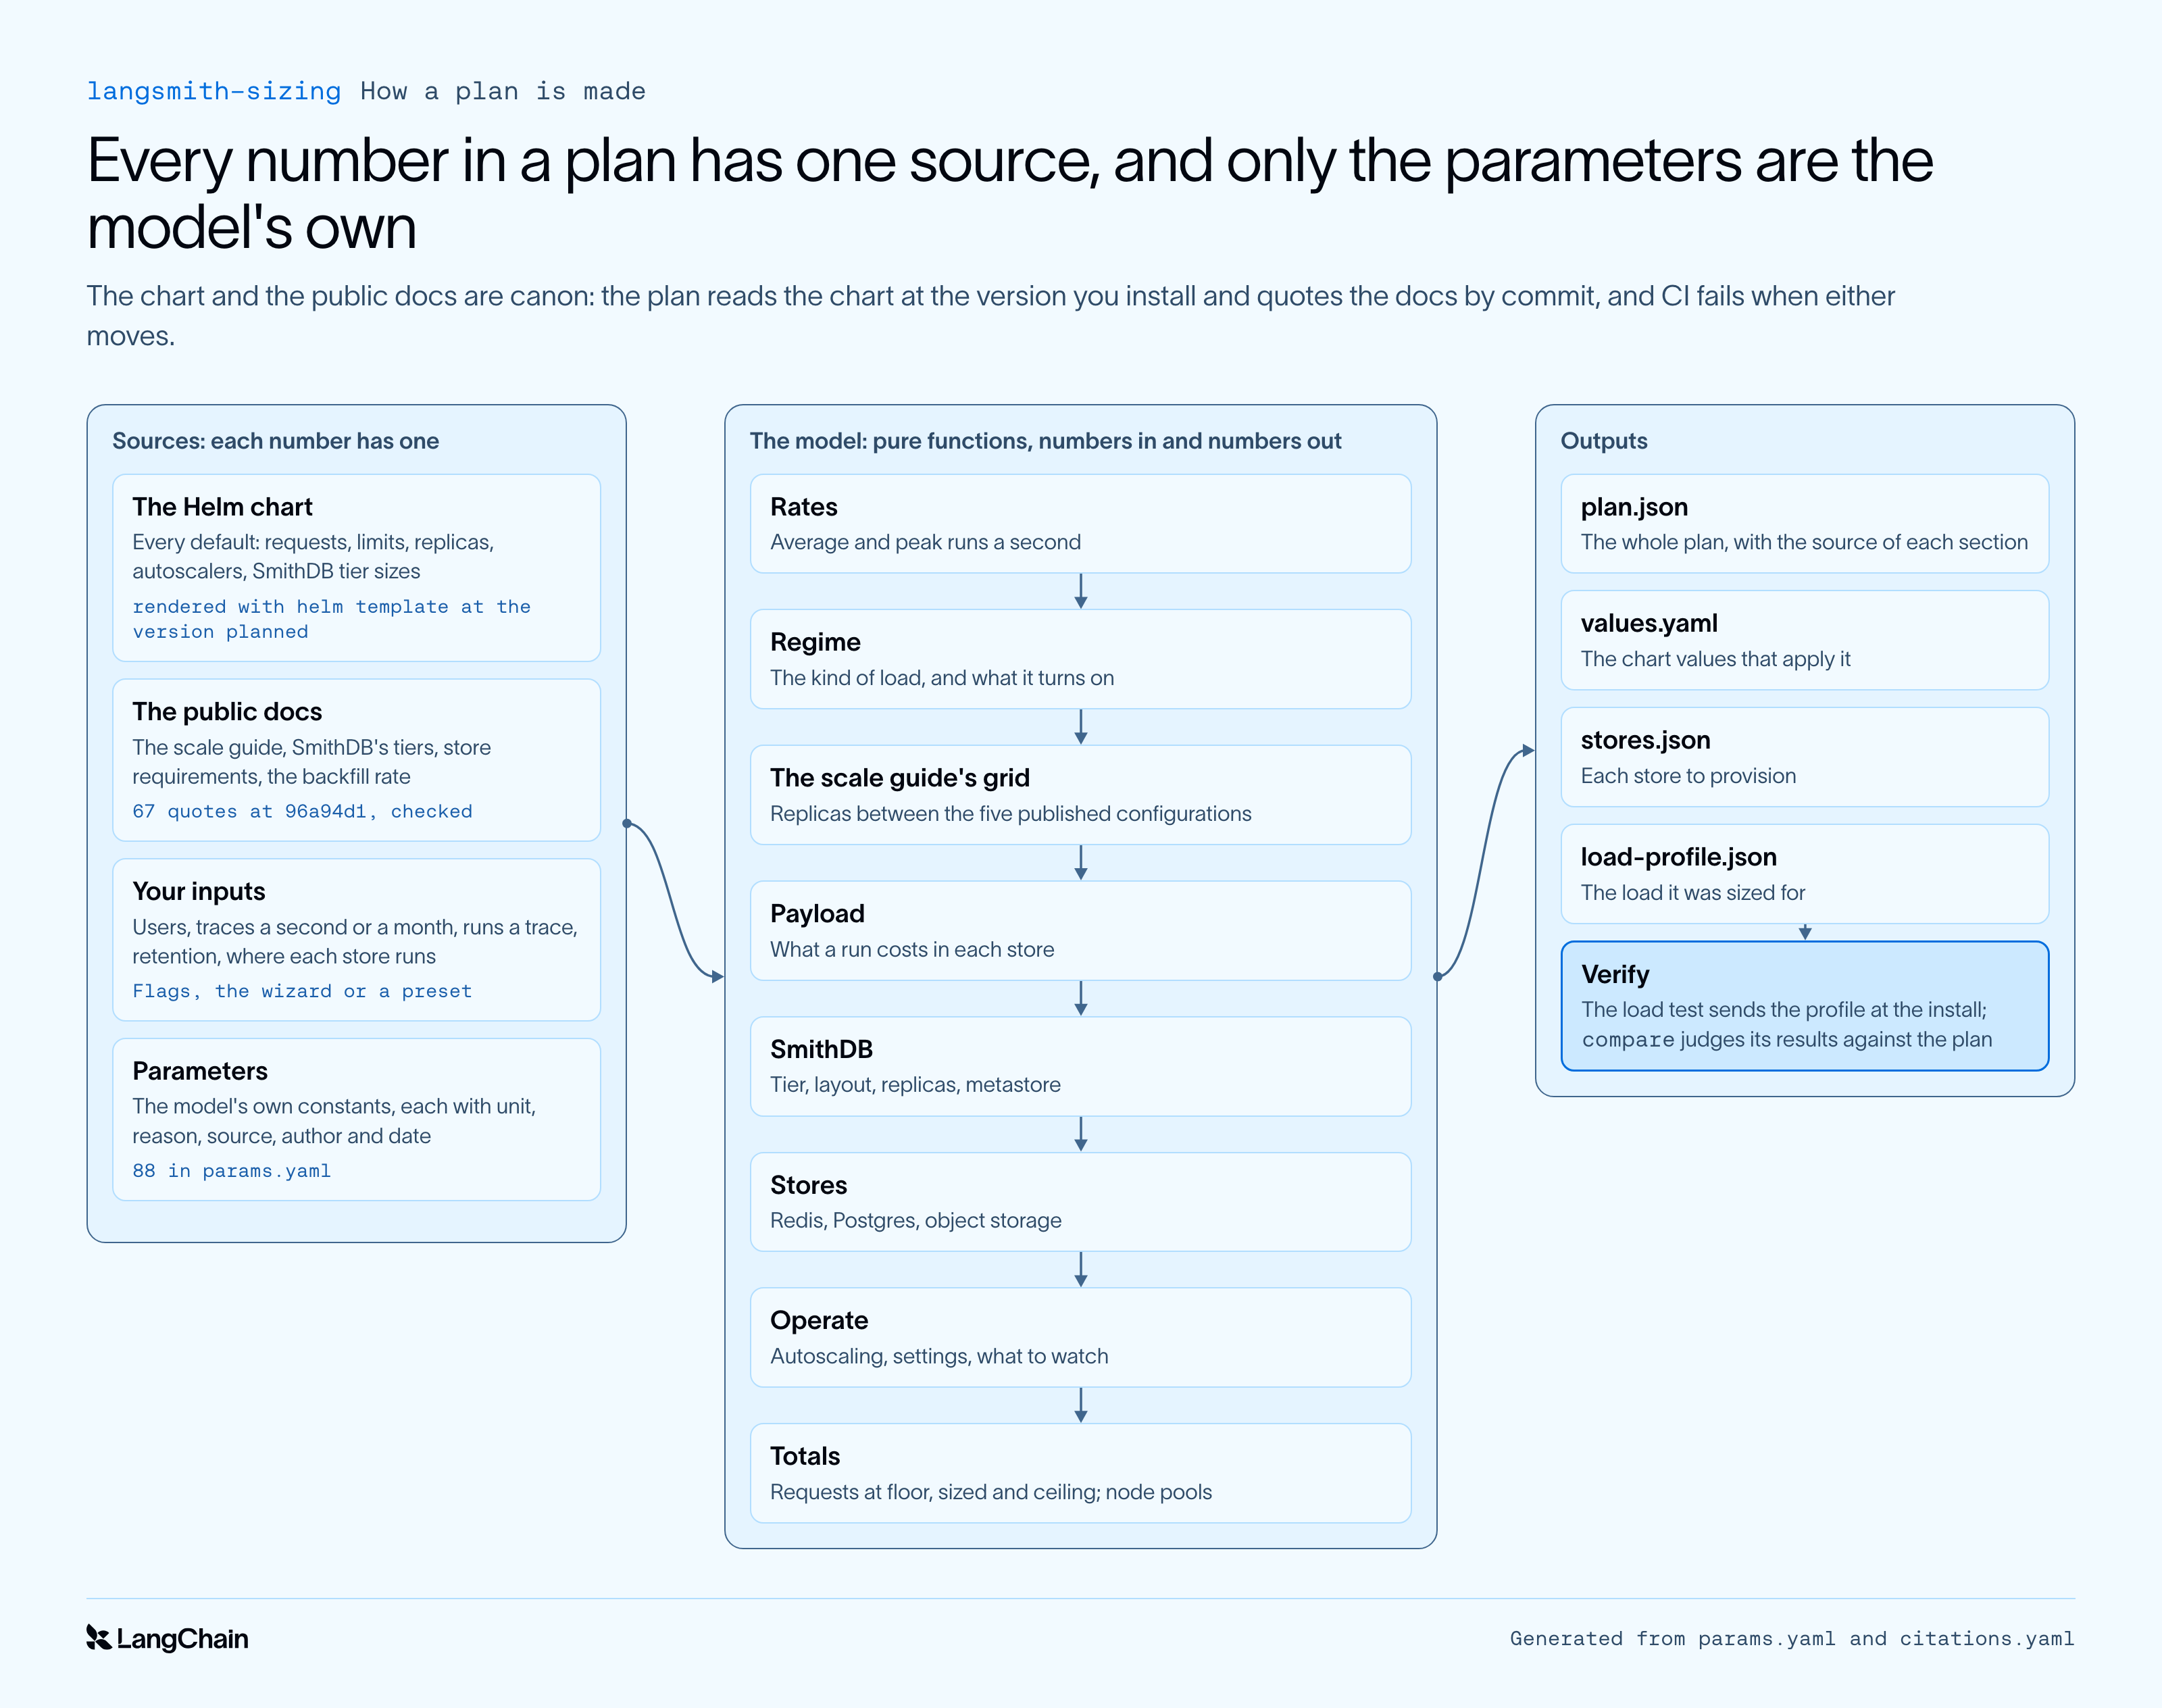 langsmith-sizing How a plan is made
Every number in a plan has one source, and only the parameters are the
model's own
The chart and the public docs are canon: the plan reads the chart at the version you install and quotes the docs by commit, and CI fails when either
moves.
Sources: each number has one
The Helm chart
Every default: requests, limits, replicas,
autoscalers, SmithDB tier sizes
rendered with helm template at the
version planned
The public docs
The scale guide, SmithDB's tiers, store
requirements, the backfill rate
67 quotes at 96a94d1, checked
Your inputs
Users, traces a second or a month, runs a trace,
retention, where each store runs
Flags, the wizard or a preset
Parameters
The model's own constants, each with unit,
reason, source, author and date
88 in params.yaml
The model: pure functions, numbers in and numbers out
Rates
Average and peak runs a second
Regime
The kind of load, and what it turns on
The scale guide's grid
Replicas between the five published configurations
Payload
What a run costs in each store
SmithDB
Tier, layout, replicas, metastore
Stores
Redis, Postgres, object storage
Operate
Autoscaling, settings, what to watch
Totals
Requests at floor, sized and ceiling; node pools
Outputs
plan.json
The whole plan, with the source of each section
values.yaml
The chart values that apply it
stores.json
Each store to provision
load-profile.json
The load it was sized for
Verify
The load test sends the profile at the install;
compare judges its results against the plan
LangChain
Generated from params.yaml and citations.yaml